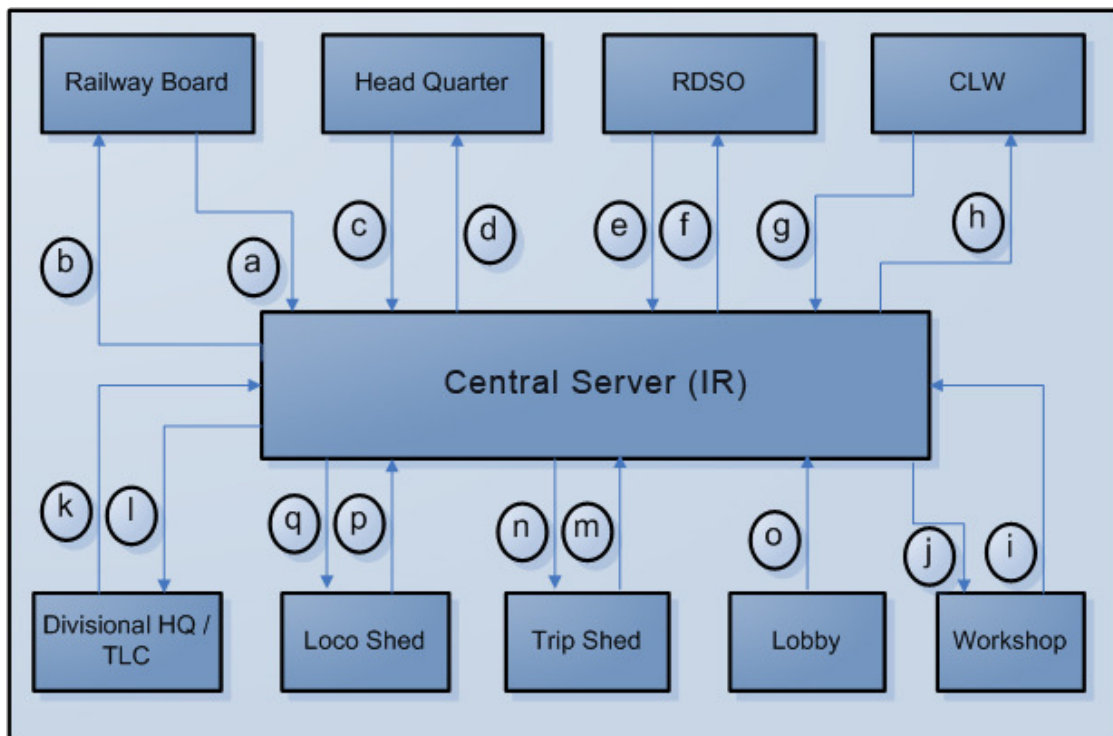 Railway Board
Head Quarter
RDSO
CLW
c
d
e
f
g
h
b
a
Central Server (IR)
k
l
q
p
n
m
o
j
i
Divisional HQ /
TLC
Loco Shed
Trip Shed
Lobby
Workshop